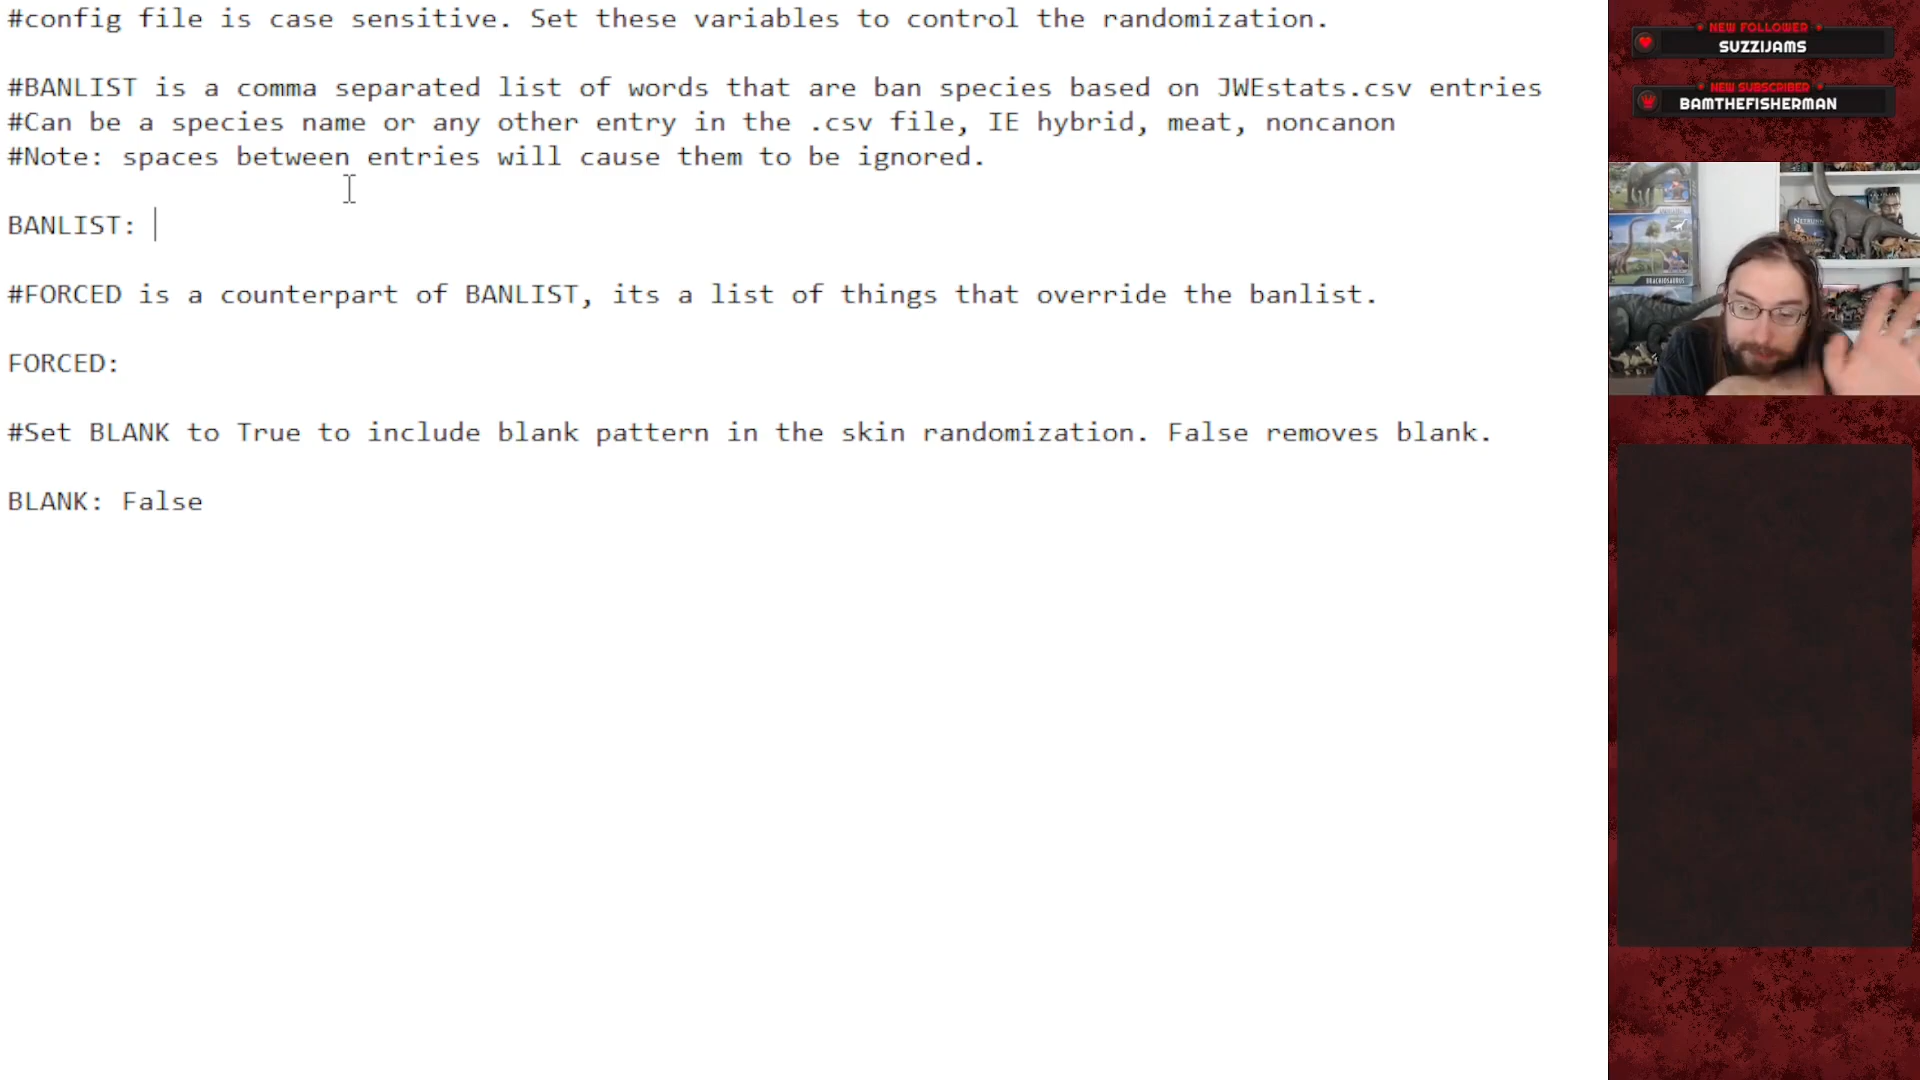 #config file is case sensitive. Set these variables to control the randomization.
#BANLIST is a comma separated list of words that are ban species based on JWEstats.csv entries
#Can be a species name or any other entry in the .csv file, IE hybrid, meat, noncanon
#Note: spaces between entries will cause them to be ignored.
BANLIST:
#FORCED is a counterpart of BANLIST, its a list of things that override the banlist.
FORCED:
#Set BLANK to True to include blank pattern in the skin randomization. False removes blank.
BLANK: False
NEW FOLLOWER
SUZZIJAMS
NEW SUBSCRIBER
BAMTHEFISHERMAN